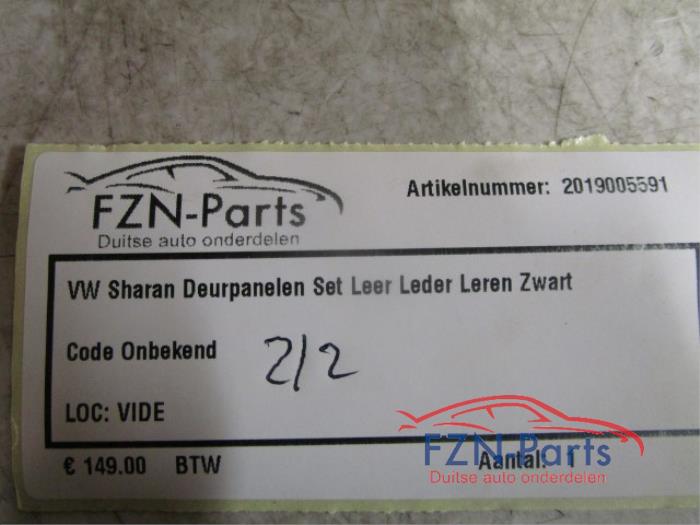 FZN-Parts
Duitse auto onderdelen
Artikelnummer: 2019005591
VW Sharan Deurpanelen Set Leer Leder Leren Zwart
Code Onbekend
2/2
LOC: VIDE
€ 149.00 BTW
Aantal: 1
FZN-Parts
Duitse auto onderdelen